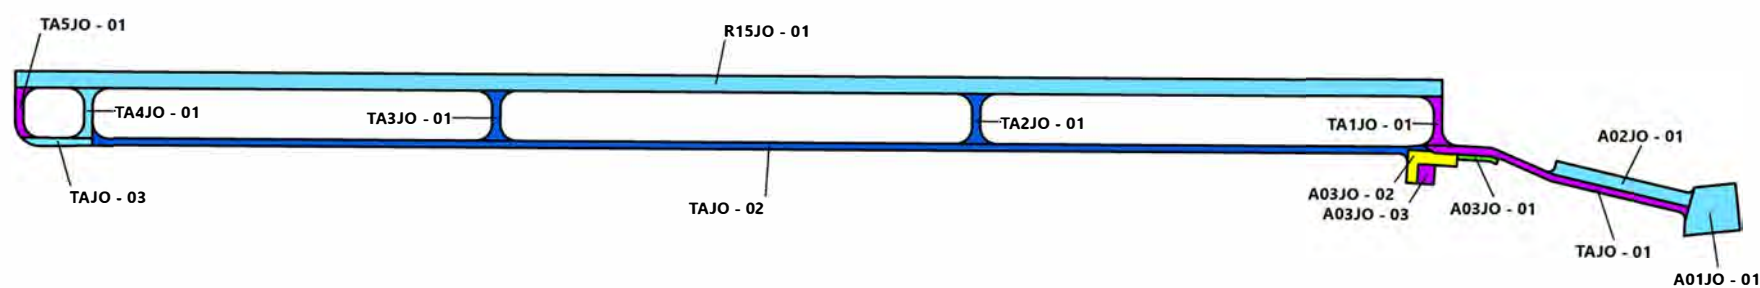 TA5JO - 01
R15JO - 01
TA4JO - 01
TA3JO - 01
TA2JO - 01
TA1JO - 01
A02JO - 01
TAJO - 03
TAJO - 02
A03JO - 02
A03JO - 03
A03JO - 01
TAJO - 01
A01JO - 01